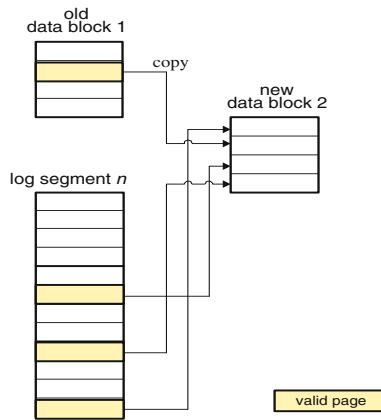 old
data block 1
copy
new
data block 2
log segment n
valid page